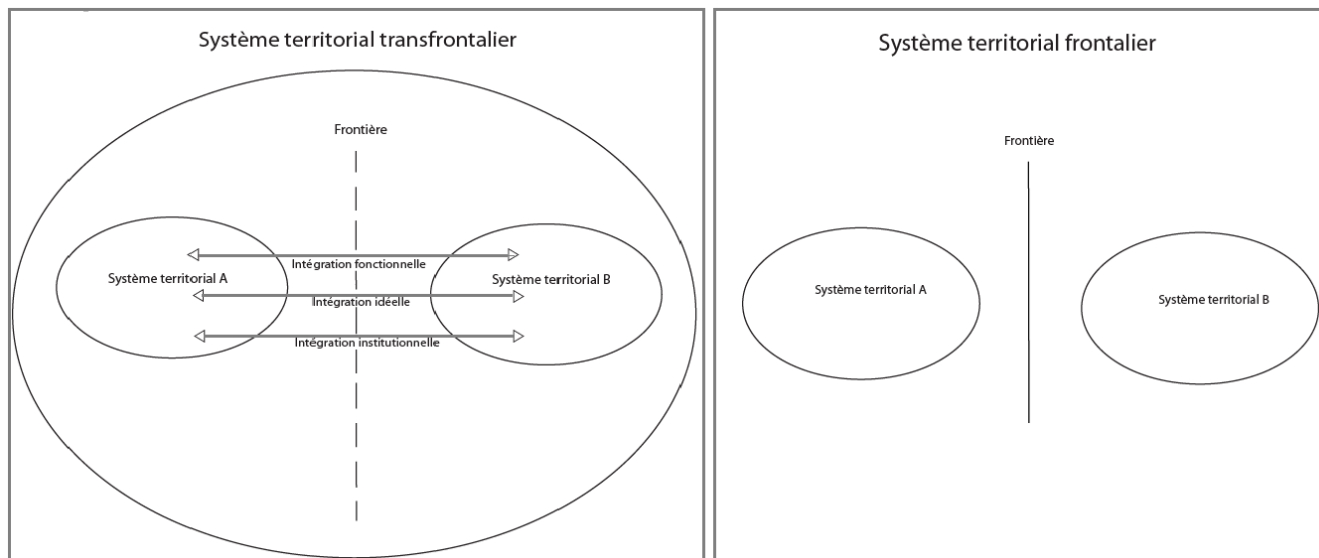 Système territorial transfrontalier
Frontière
Intégration fonctionnelle
Système territorial A
Système territorial B
Intégration idéelle
Intégration institutionnelle
Système territorial frontalier
Frontière
Système territorial A
Système territorial B